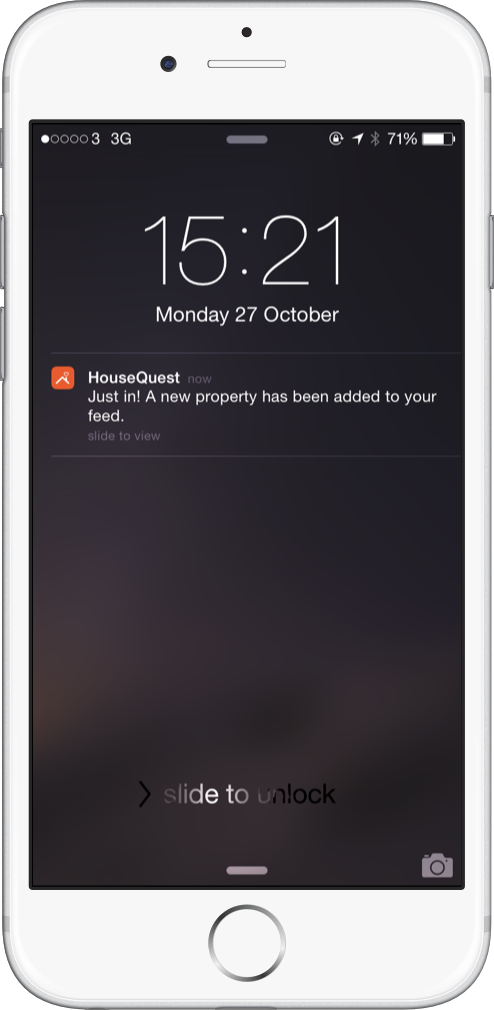 3 3G 71%
15:21
Monday 27 October
HouseQuest now
Just in! A new property has been added to your
feed.
slide to view
slide to unlock